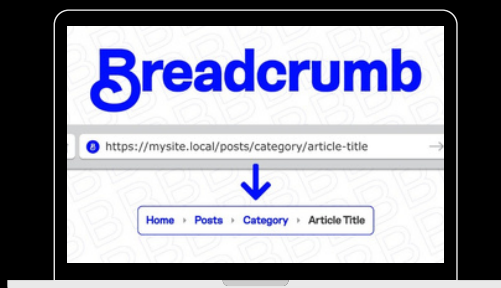 Breadcrumb
https://mysite.local/posts/category/article-title
Home Posts Category Article Title